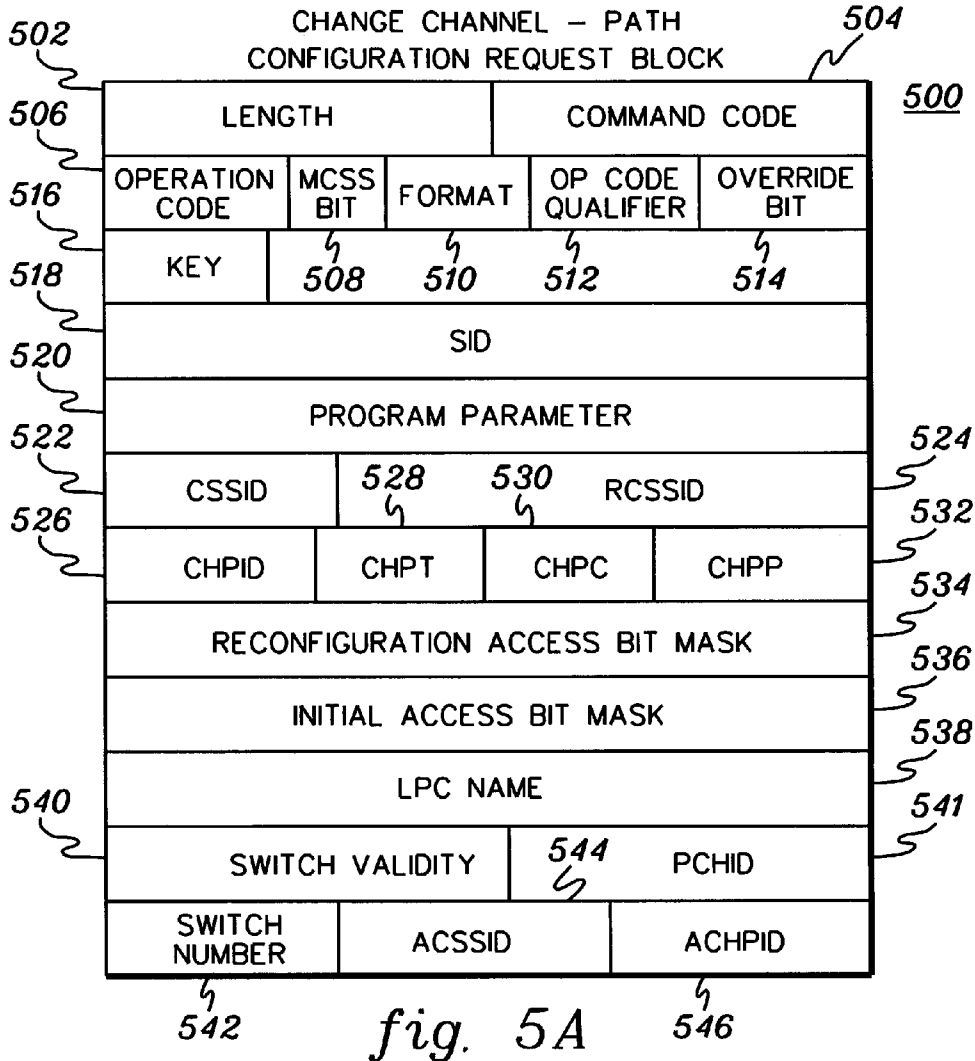 CHANGE CHANNEL – PATH
CONFIGURATION REQUEST BLOCK
502
504
500
LENGTH
COMMAND CODE
506
OPERATION CODE
MCSS BIT
FORMAT
OP CODE QUALIFIER
OVERRIDE BIT
516
KEY
508
510
512
514
518
SID
520
PROGRAM PARAMETER
522
524
CSSID
528
530
RCSSID
526
532
CHPID
CHPT
CHPC
CHPP
534
RECONFIGURATION ACCESS BIT MASK
536
INITIAL ACCESS BIT MASK
538
LPC NAME
540
541
SWITCH VALIDITY
544
PCHID
SWITCH NUMBER
ACSSID
ACHPID
542
546
fig. 5A